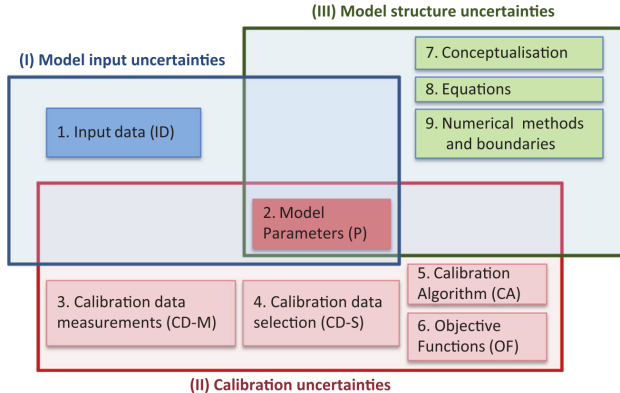 (III) Model structure uncertainties
(I) Model input uncertainties
7. Conceptualisation
8. Equations
9. Numerical methods
and boundaries
1. Input data (ID)
2. Model
Parameters (P)
3. Calibration data
measurements (CD-M)
4. Calibration data
selection (CD-S)
5. Calibration
Algorithm (CA)
6. Objective
Functions (OF)
(II) Calibration uncertainties